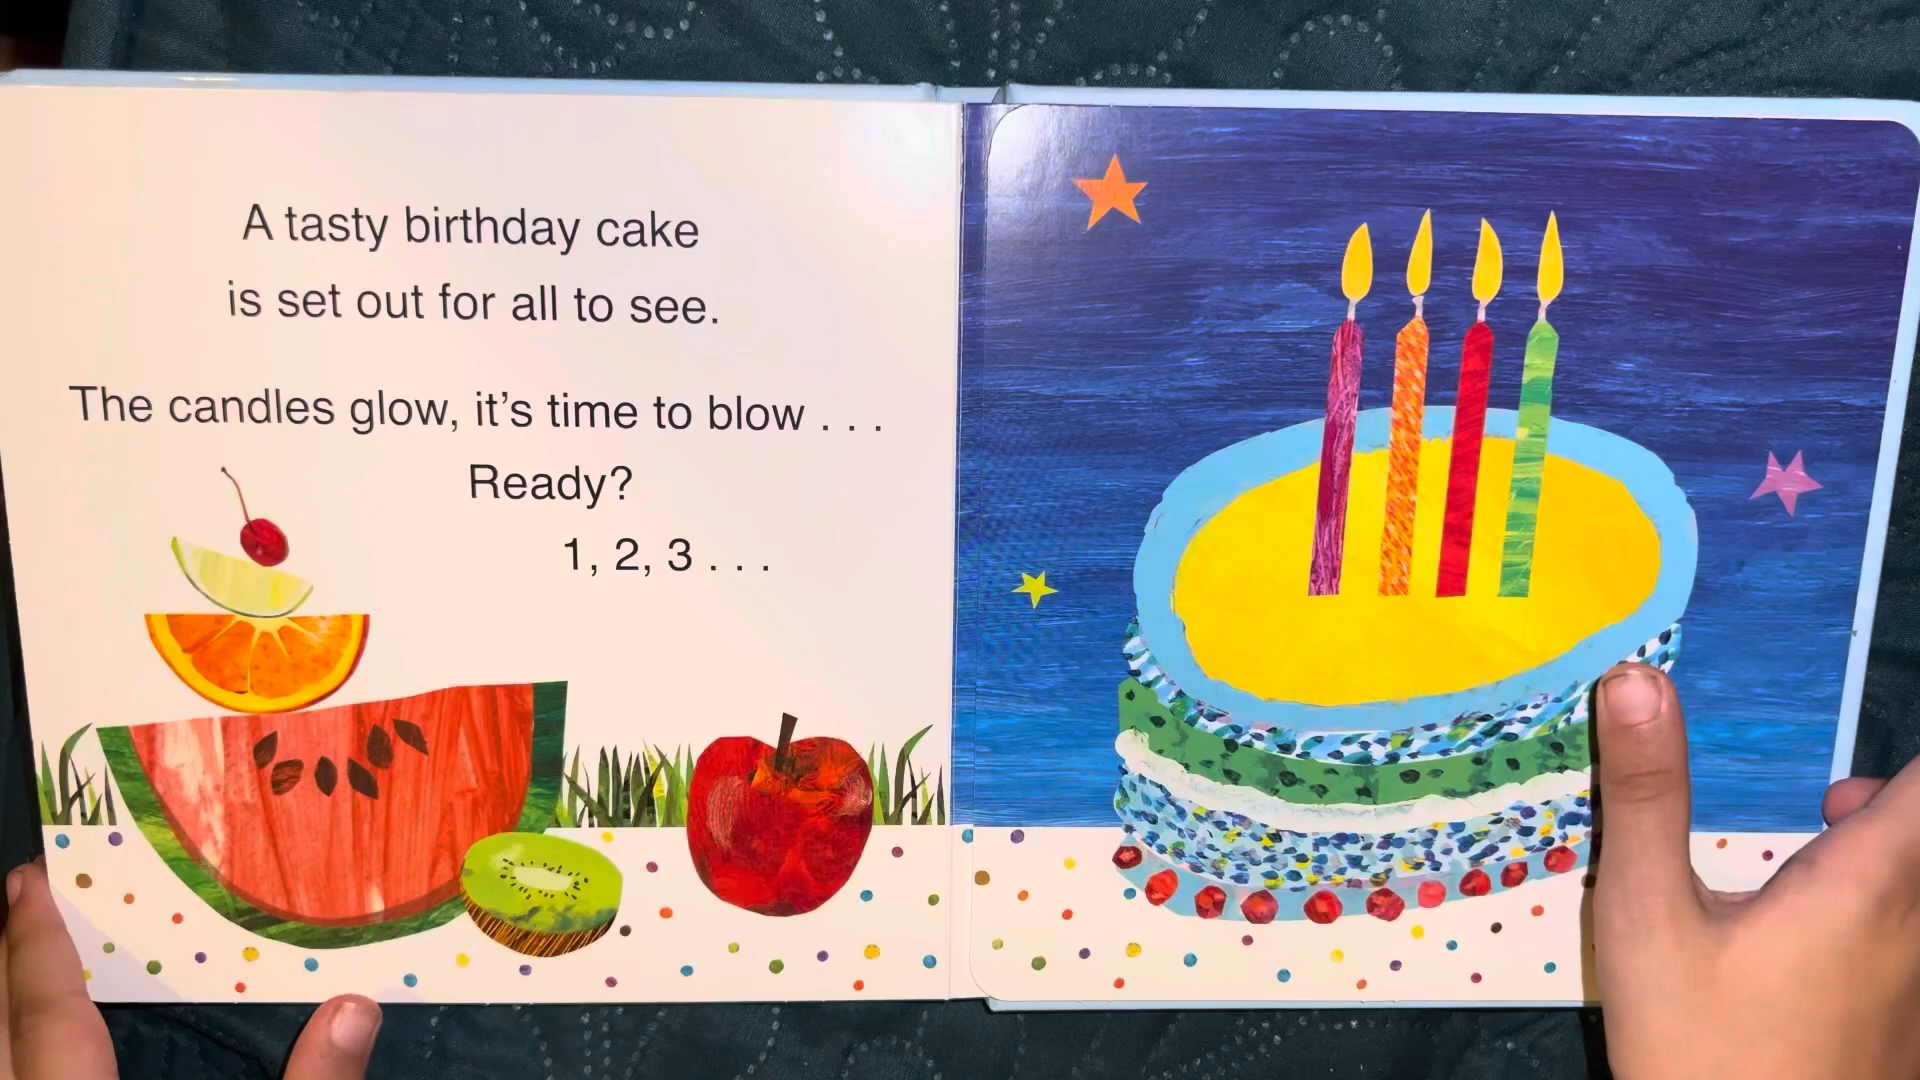 A tasty birthday cake
is set out for all to see.
The candles glow, it's time to blow . . .
Ready?
1, 2, 3 . . .